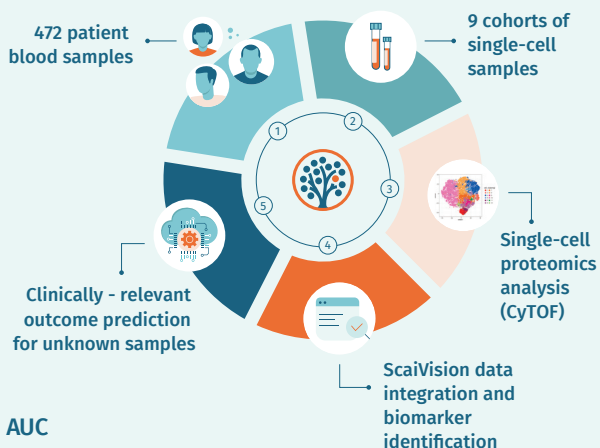 472 patient
blood samples
9 cohorts of
single-cell
samples
1
2
3
4
5
Single-cell
proteomics
analysis
(CyTOF)
Clinically - relevant
outcome prediction
for unknown samples
ScaiVision data
integration and
biomarker
identification
AUC